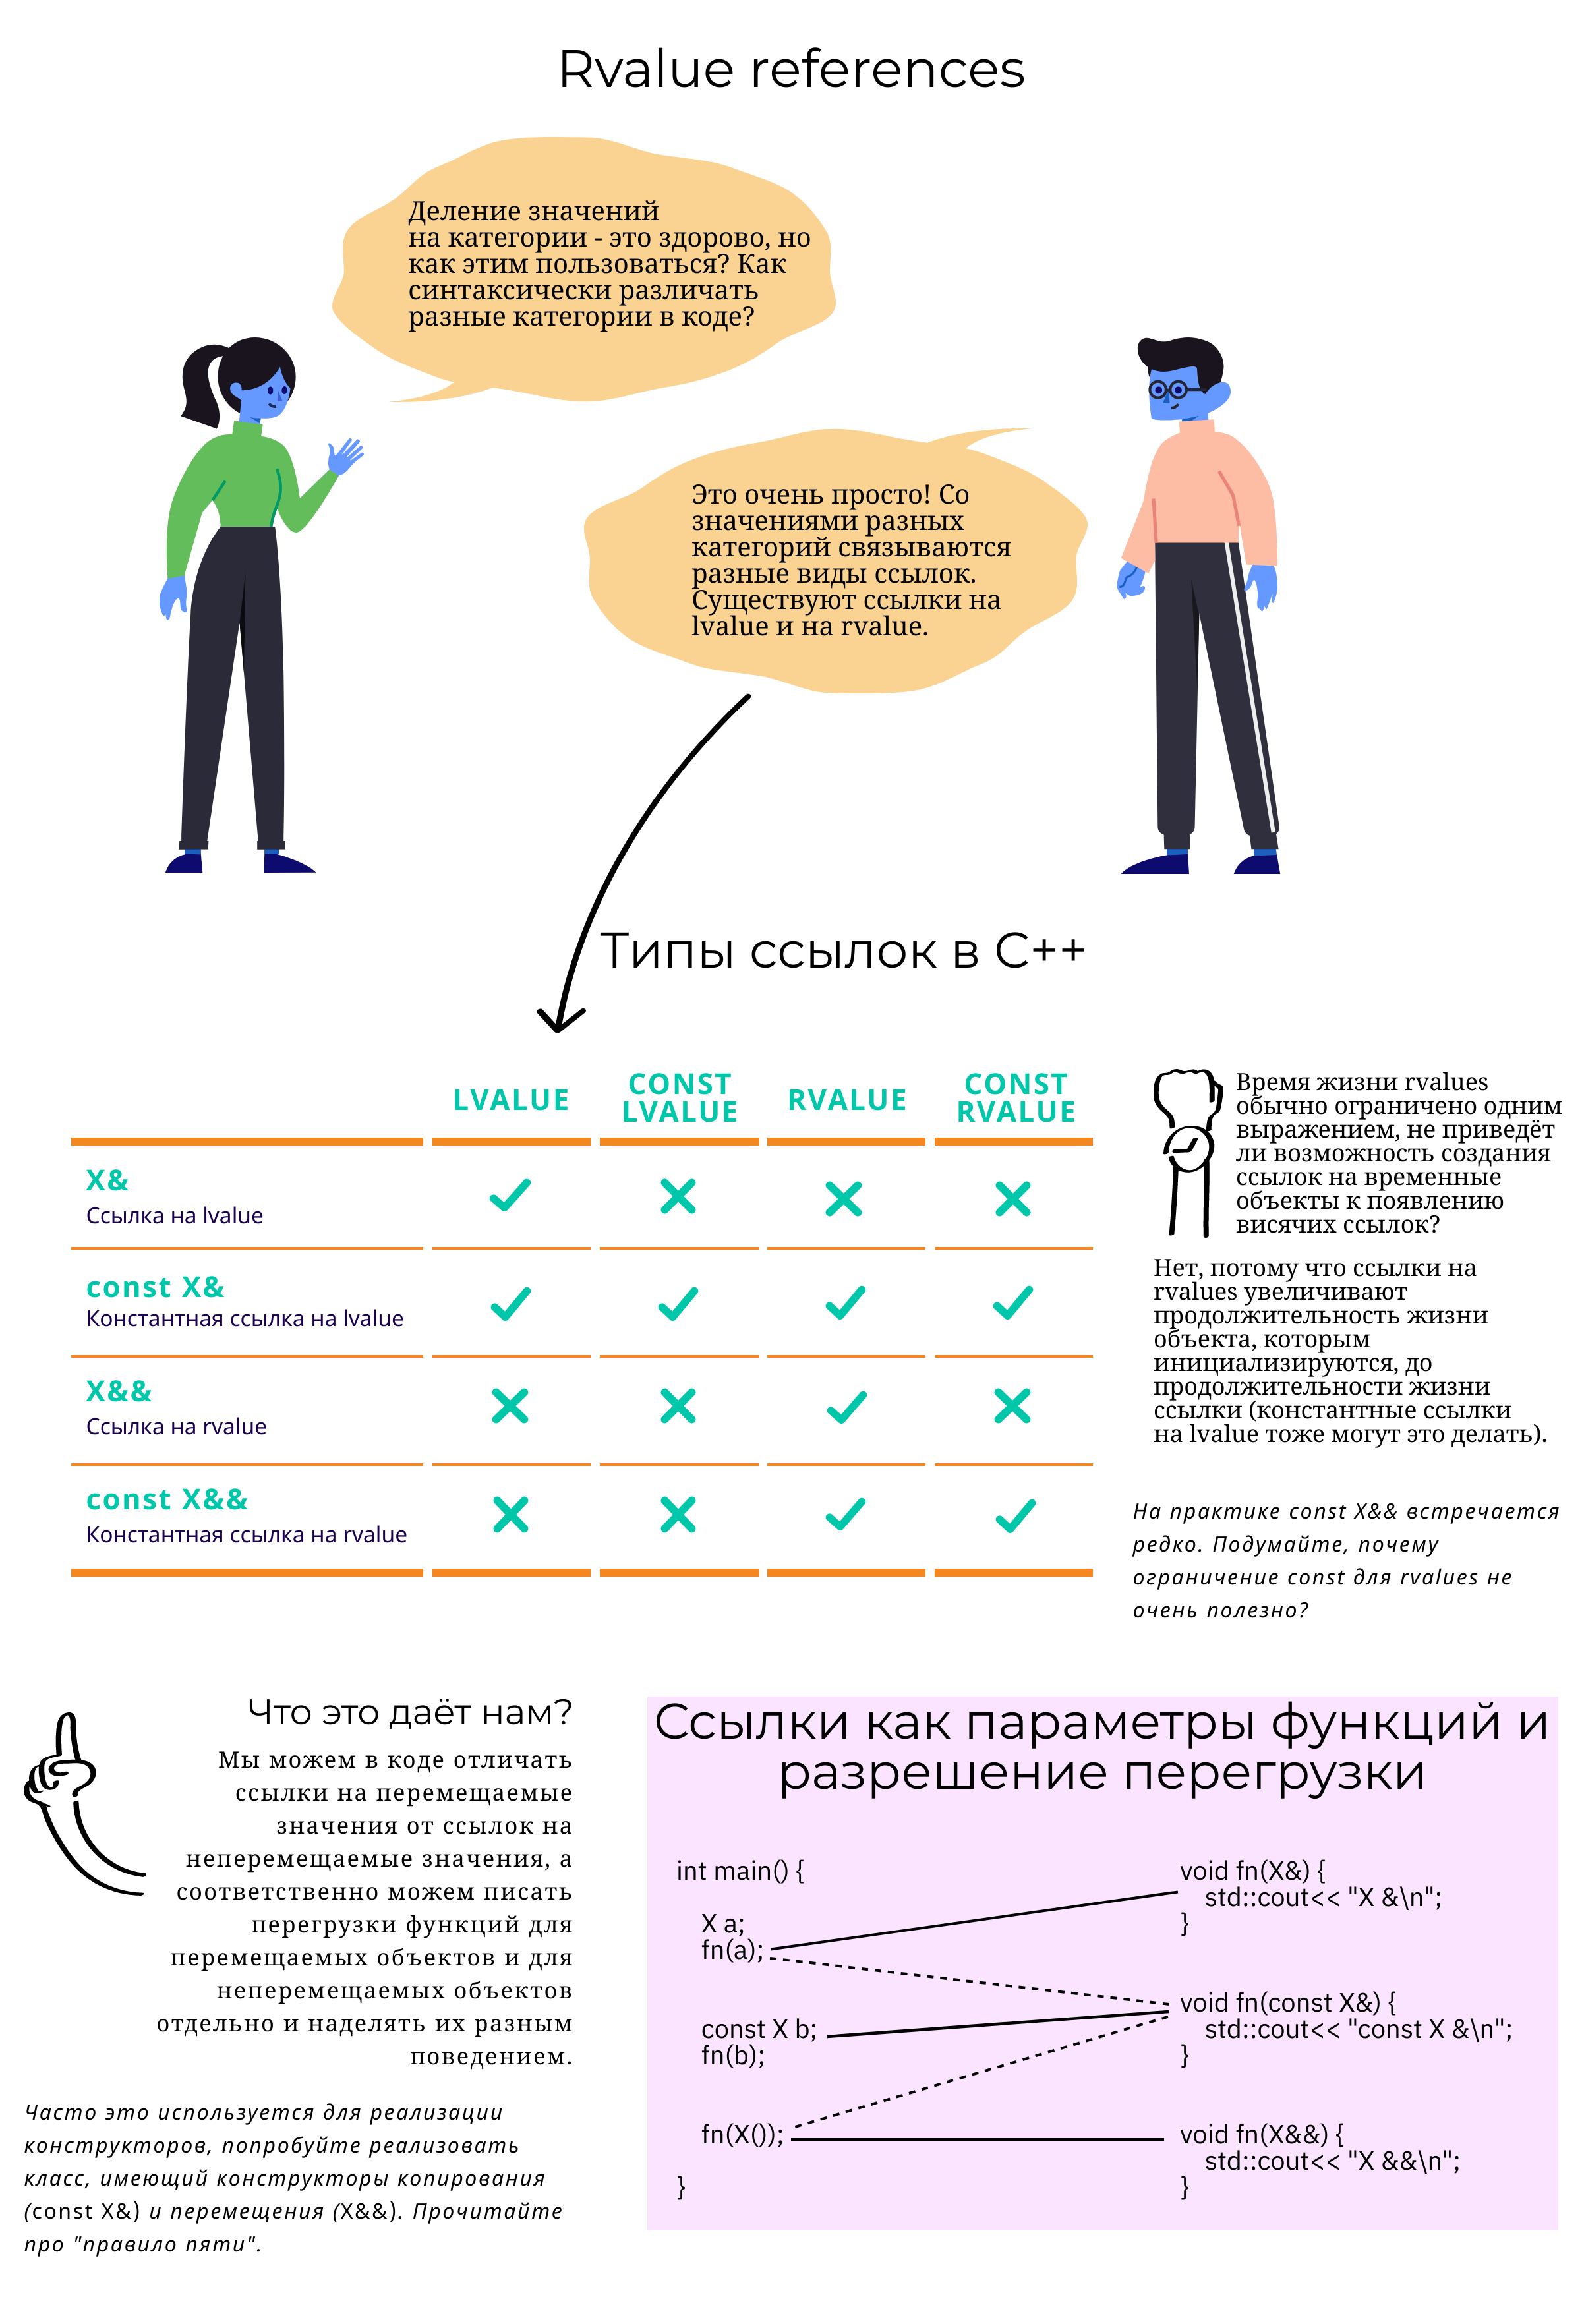 Rvalue references
Деление значений
на категории - это здорово, но
как этим пользоваться? Как
синтаксически различать
разные категории в коде?
Это очень просто! Со
значениями разных
категорий связываются
разные виды ссылок.
Существуют ссылки на
lvalue и на rvalue.
Типы ссылок в C++
LVALUE
CONST
LVALUE
RVALUE
CONST
RVALUE
X&
Ссылка на lvalue
const X&
Константная ссылка на lvalue
X&&
Ссылка на rvalue
const X&&
Константная ссылка на rvalue
Время жизни rvalues
обычно ограничено одним
выражением, не приведёт
ли возможность создания
ссылок на временные
объекты к появлению
висячих ссылок?
Нет, потому что ссылки на
rvalues увеличивают
продолжительность жизни
объекта, которым
инициализируются, до
продолжительности жизни
ссылки (константные ссылки
на lvalue тоже могут это делать).
На практике const X&& встречается
редко. Подумайте, почему
ограничение const для rvalues не
очень полезно?
Что это даёт нам?
Мы можем в коде отличать
ссылки на перемещаемые
значения от ссылок на
неперемещаемые значения, а
соответственно можем писать
перегрузки функций для
перемещаемых объектов и для
неперемещаемых объектов
отдельно и наделять их разным
поведением.
Часто это используется для реализации
конструкторов, попробуйте реализовать
класс, имеющий конструкторы копирования
(const X&) и перемещения (X&&). Прочитайте
про "правило пяти".
Ссылки как параметры функций и
разрешение перегрузки
int main() {
X a;
fn(a);
const X b;
fn(b);
fn(X());
}
void fn(X&) {
std::cout<< "X &\n";
}
void fn(const X&) {
std::cout<< "const X &\n";
}
void fn(X&&) {
std::cout<< "X &&\n";
}